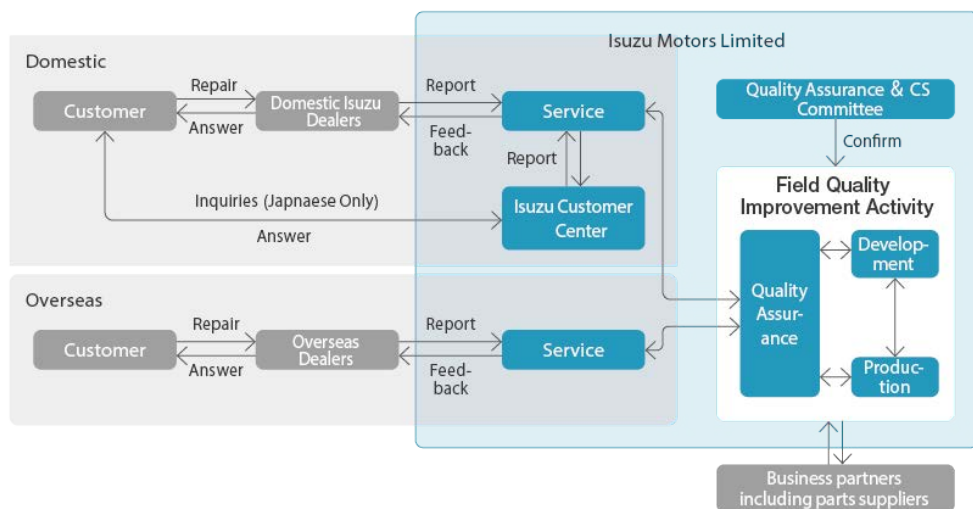 Isuzu Motors Limited
Domestic
Customer
Repair
Answer
Domestic Isuzu
Dealers
Report
Feed-
back
Service
Report
Inquiries (Japnaese Only)
Answer
Isuzu Customer
Center
Quality Assurance & CS
Committee
Confirm
Field Quality
Improvement Activity
Quality
Assur-
ance
Develop-
ment
Produc-
tion
Overseas
Customer
Repair
Answer
Overseas
Dealers
Report
Feed-
back
Service
Business partners
including parts suppliers